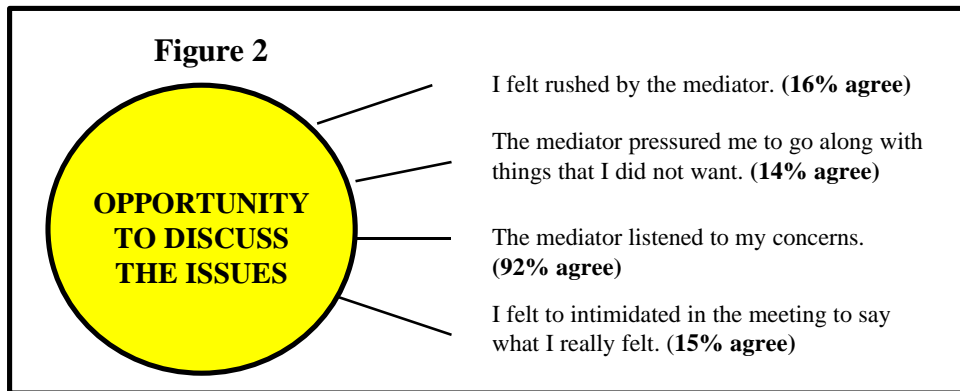 Figure 2
OPPORTUNITY
TO DISCUSS
THE ISSUES
I felt rushed by the mediator. (16% agree)
The mediator pressured me to go along with
things that I did not want. (14% agree)
The mediator listened to my concerns.
(92% agree)
I felt to intimidated in the meeting to say
what I really felt. (15% agree)